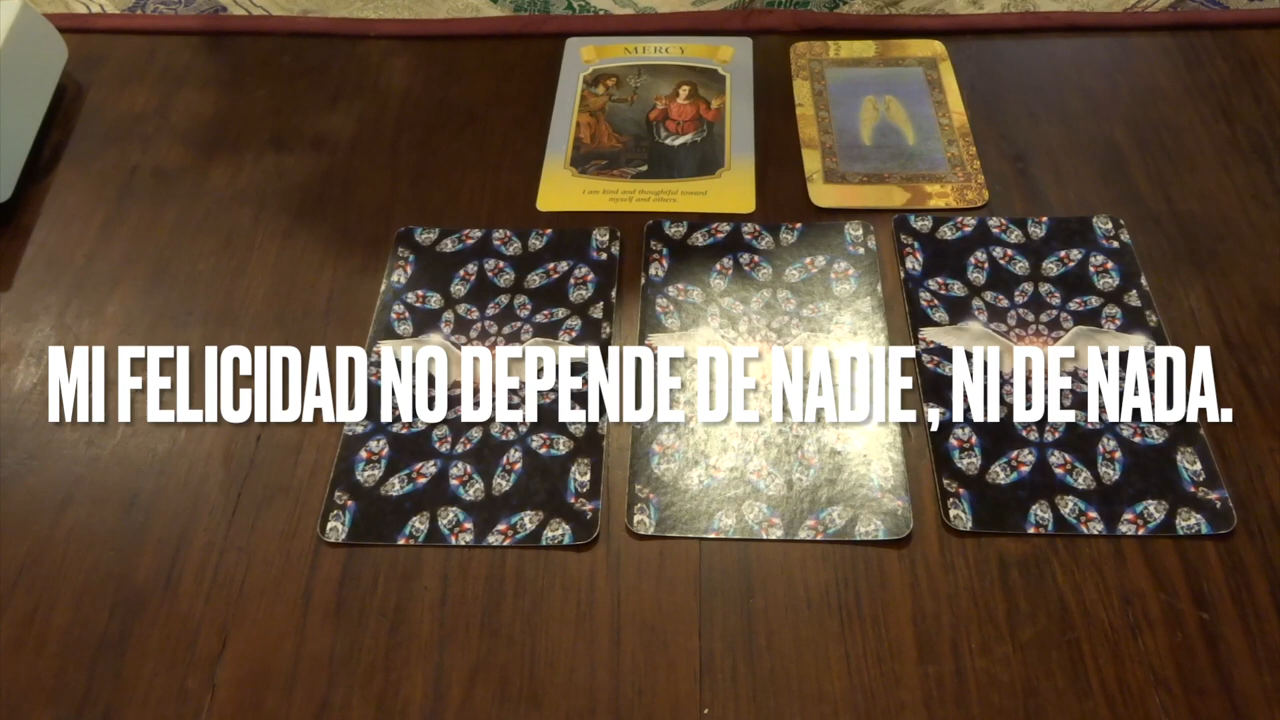 MERCY
I am kind and thoughtful toward
myself and others.
MI FELICIDAD NO DEPENDE DE NADIE, NI DE NADA.